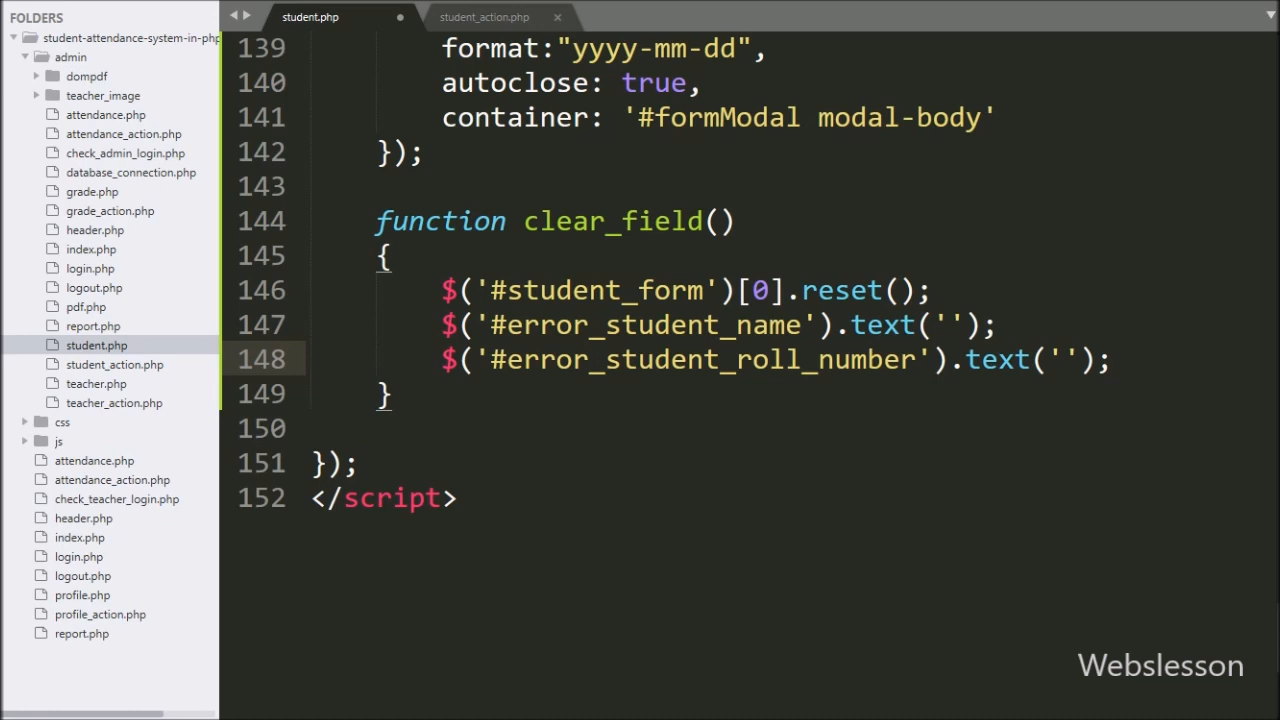 FOLDERS
student-attendance-system-in-php
admin
dompdf
teacher_image
attendance.php
attendance_action.php
check_admin_login.php
database_connection.php
grade.php
grade_action.php
header.php
index.php
login.php
logout.php
pdf.php
report.php
student.php
student_action.php
teacher.php
teacher_action.php
css
js
attendance.php
attendance_action.php
check_teacher_login.php
header.php
index.php
login.php
logout.php
profile.php
profile_action.php
report.php
student.php student_action.php
139 format:"yyyy-mm-dd",
140 autoclose: true,
141 container: '#formModal modal-body'
142 });
143
144 function clear_field()
145 {
146 $('#student_form')[0].reset();
147 $('#error_student_name').text('');
148 $('#error_student_roll_number').text('');
149 }
150
151 });
152 </script>
Webslesson